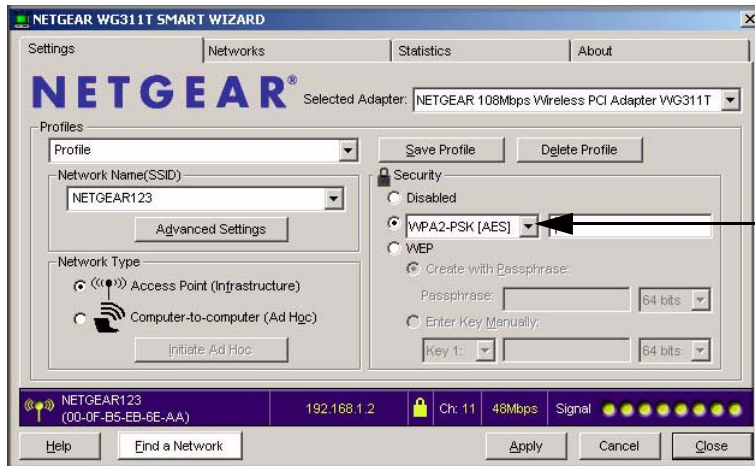 NETGEAR WG311T SMART WIZARD
Settings Networks Statistics About
NETGEAR® Selected Adapter: NETGEAR 108Mbps Wireless PCI Adapter WG311T
Profiles
Profile Save Profile Delete Profile
Network Name(SSID) Security
NETGEAR123 Disabled
Advanced Settings WPA2-PSK [AES]
WEP
Network Type Create with Passphrase:
Access Point (Infrastructure) Passphrase: 64 bits
Computer-to-computer (Ad Hoc) Enter Key Manually:
Initiate Ad Hoc Key 1: 64 bits
NETGEAR123
(00-0F-B5-EB-6E-AA) 192.168.1.2 Ch: 11 48Mbps Signal
Help Find a Network Apply Cancel Close